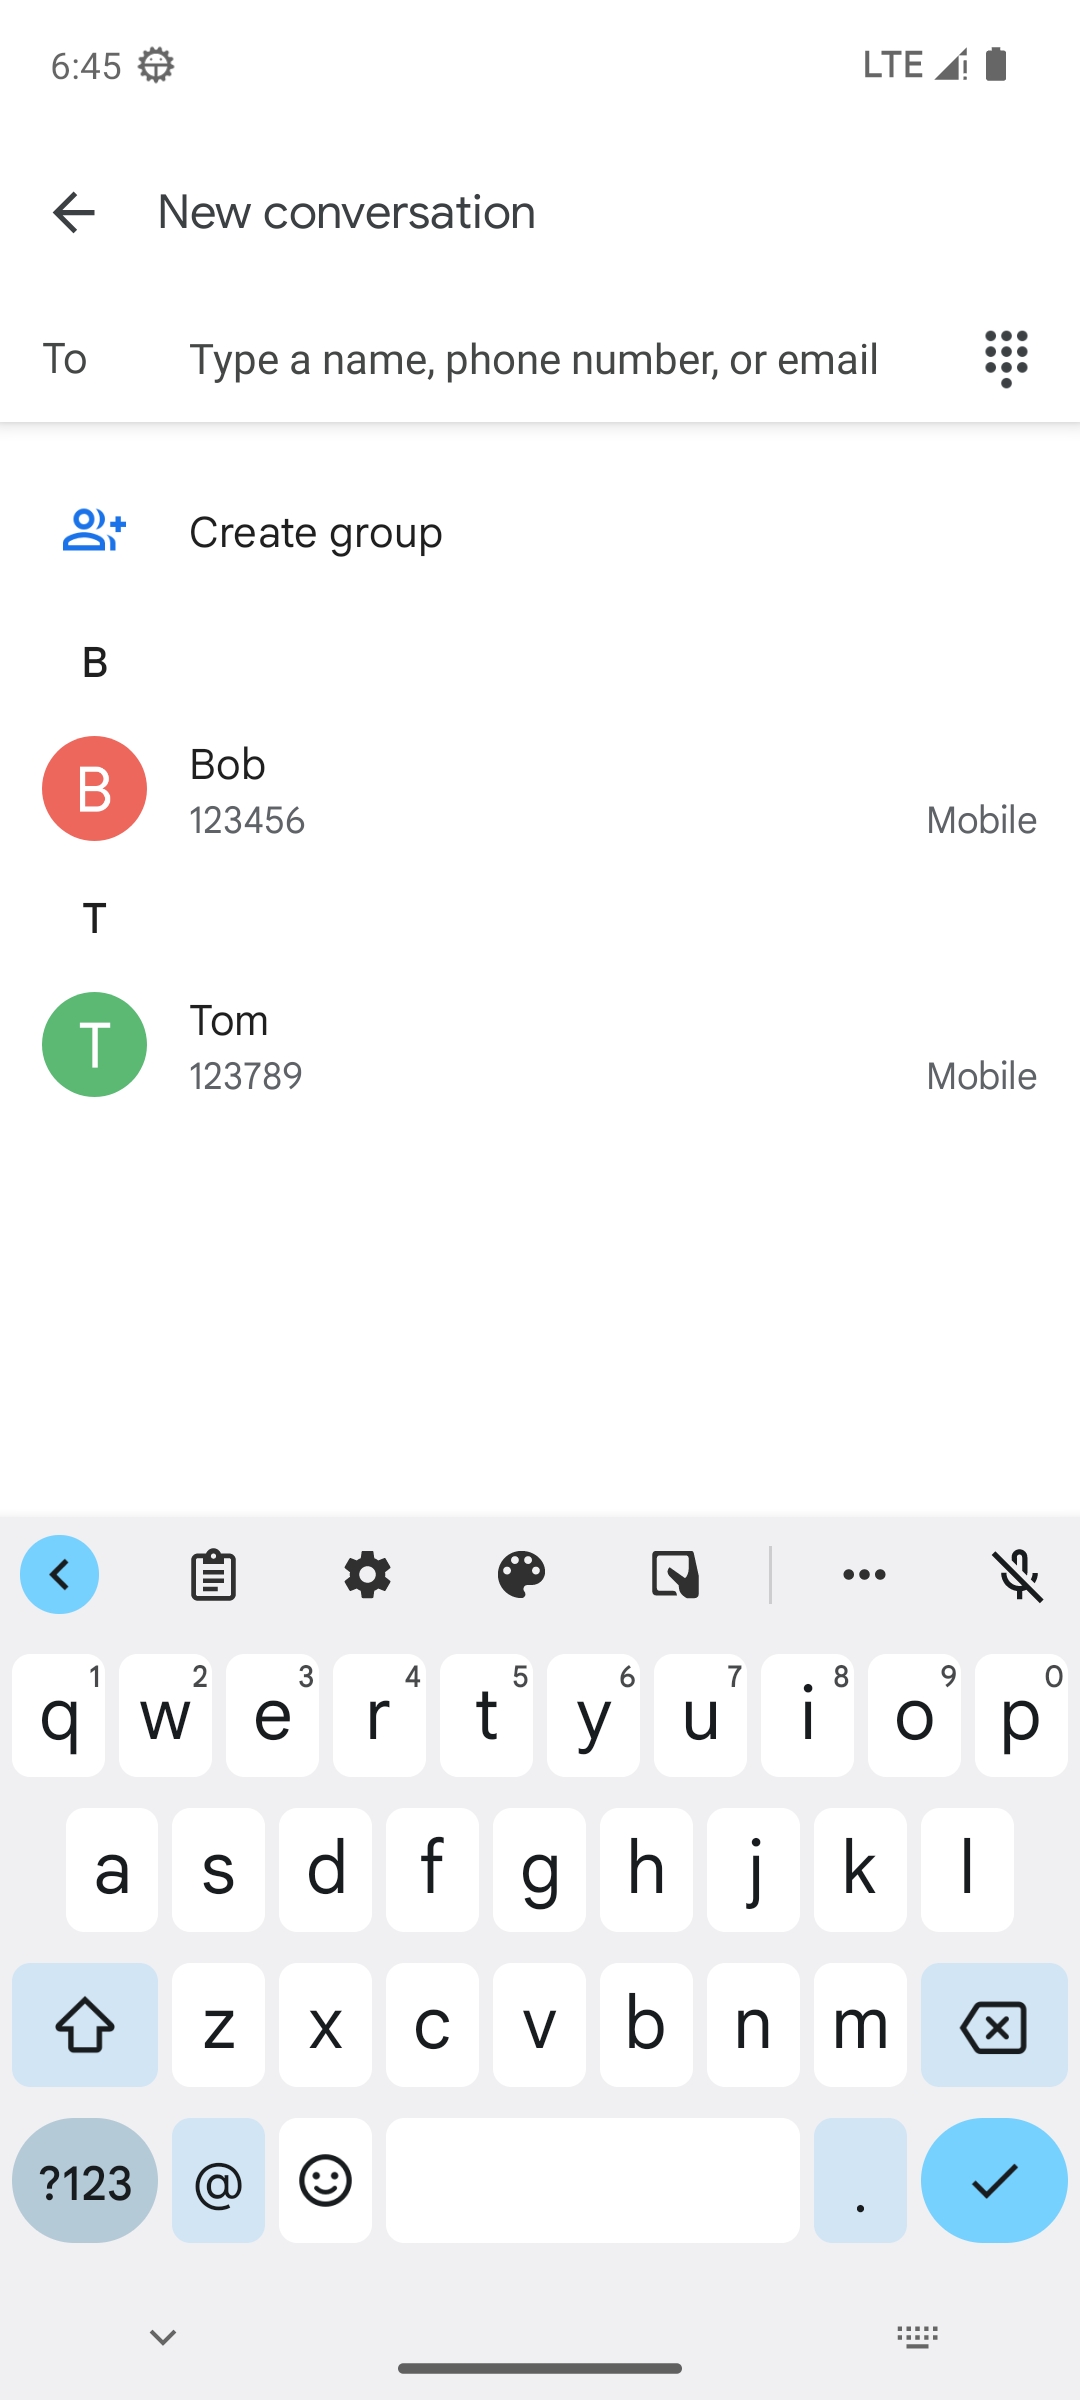 6:45 LTE
New conversation
To Type a name, phone number, or email
Create group
B
B Bob
123456 Mobile
T
T Tom
123789 Mobile
q1 w2 e3 r4 t5 y6 u7 i8 o9 p0
a s d f g h j k l
z x c v b n m
?123 @ .